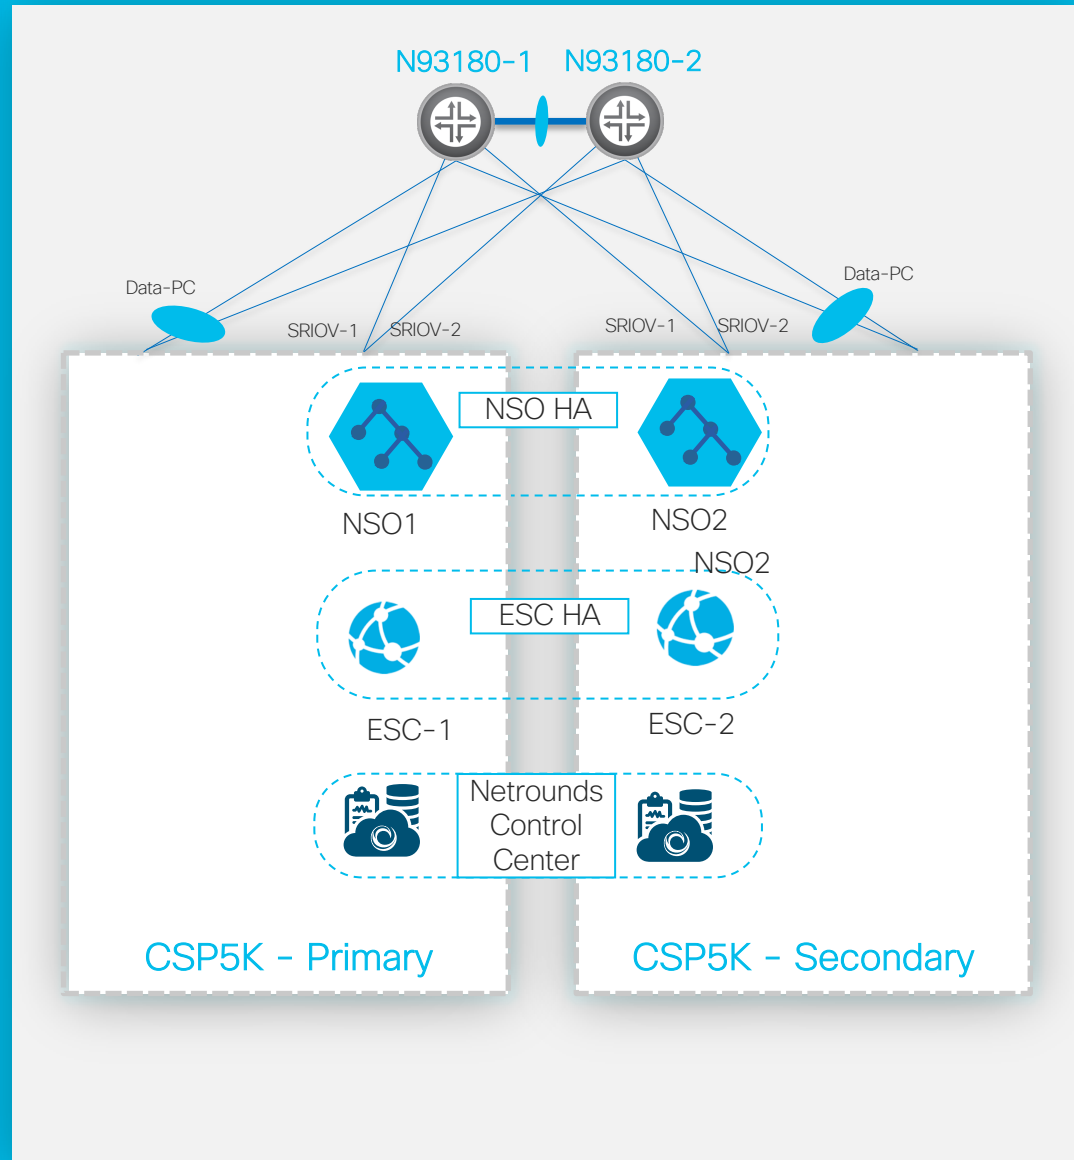 N93180-1
N93180-2
Data-PC
SRIOV-1
SRIOV-2
SRIOV-1
SRIOV-2
Data-PC
NSO HA
NSO1
NSO2
NSO2
ESC HA
ESC-1
ESC-2
Netrounds
Control
Center
CSP5K - Primary
CSP5K - Secondary